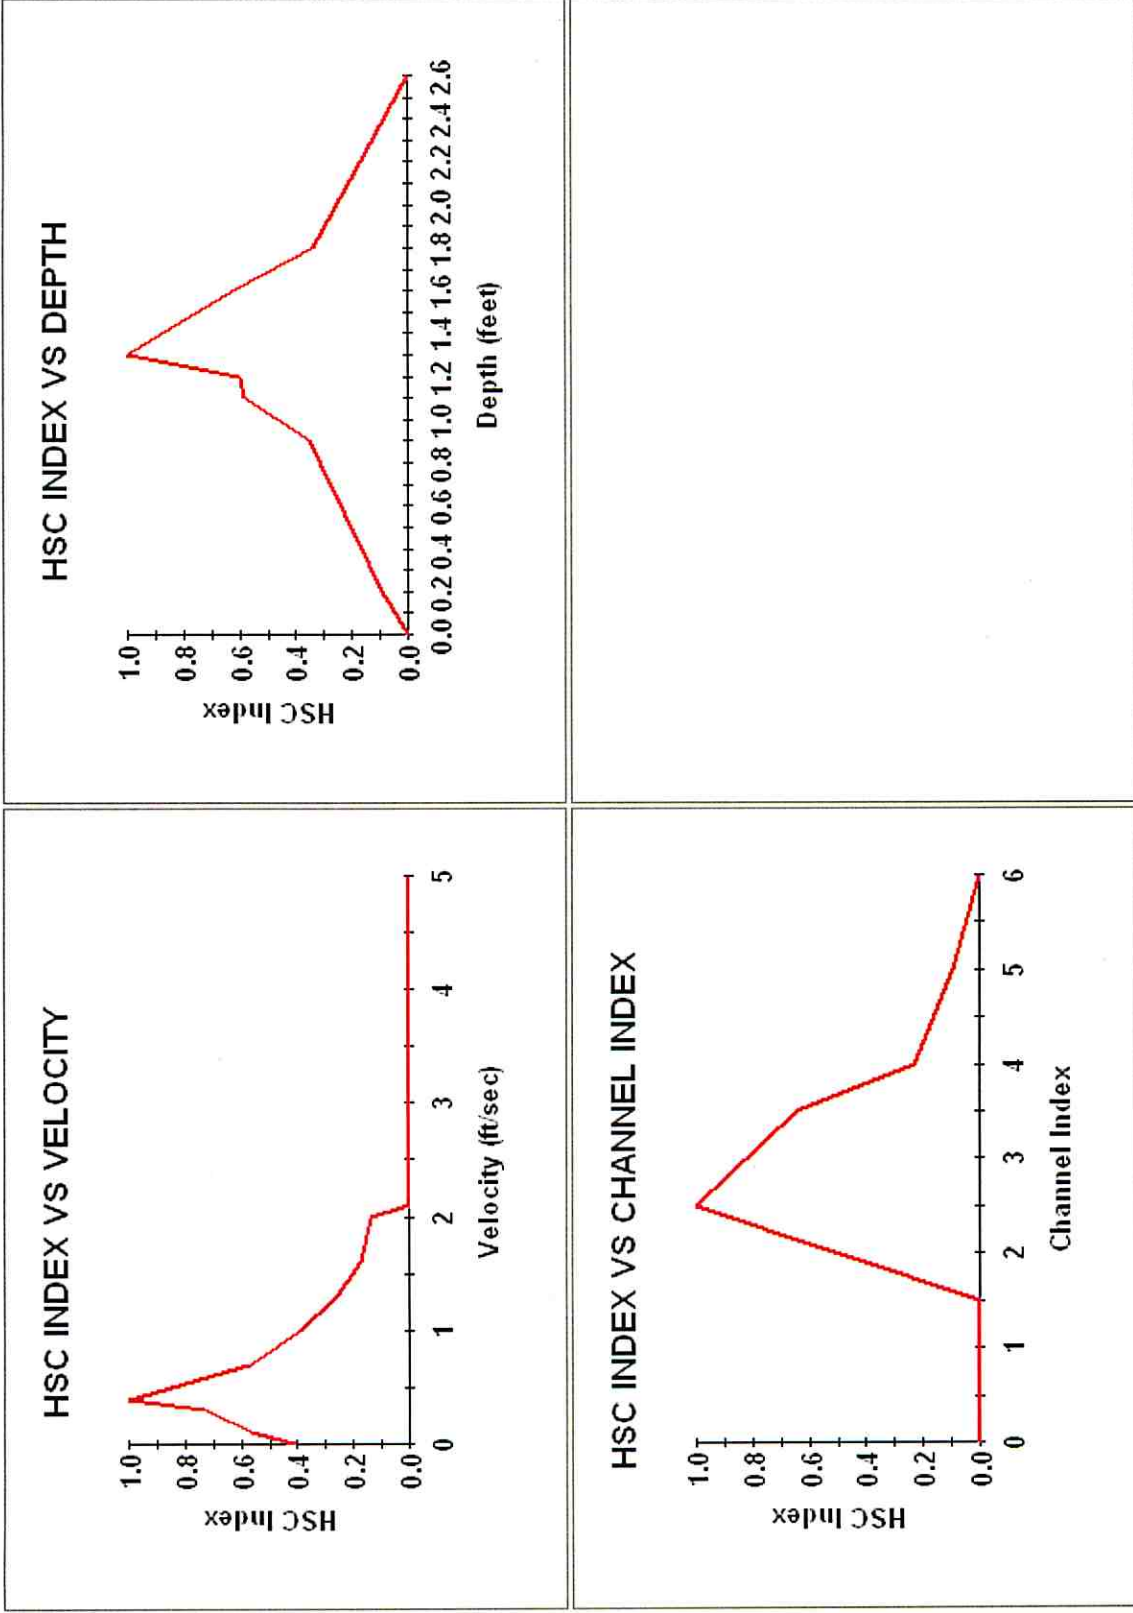 HSC INDEX VS VELOCITY
HSC Index
1.0
0.8
0.6
0.4
0.2
0.0
0 1 2 3 4 5
Velocity (ft/sec)
HSC INDEX VS DEPTH
HSC Index
1.0
0.8
0.6
0.4
0.2
0.0
0.0 0.2 0.4 0.6 0.8 1.0 1.2 1.4 1.6 1.8 2.0 2.2 2.4 2.6
Depth (feet)
HSC INDEX VS CHANNEL INDEX
HSC Index
1.0
0.8
0.6
0.4
0.2
0.0
0 1 2 3 4 5 6
Channel Index